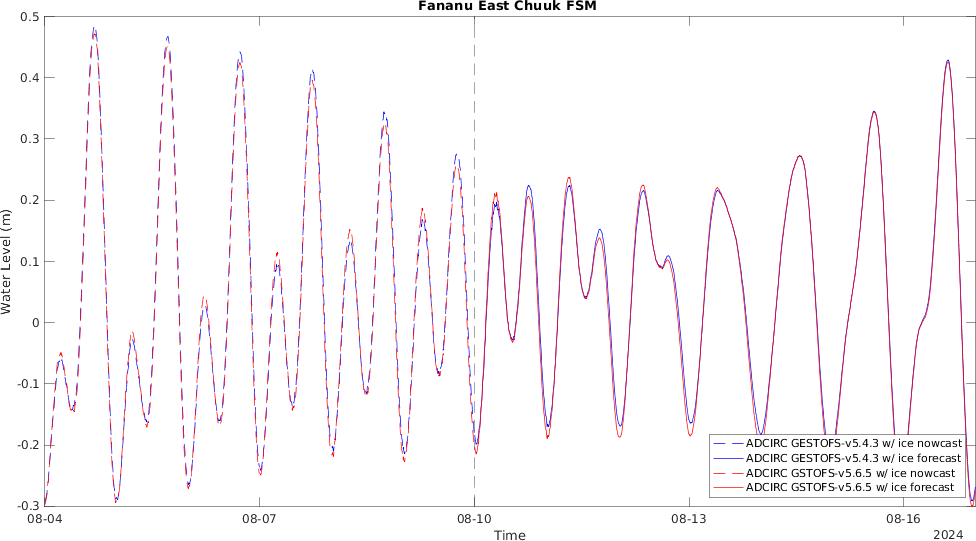 Fananu East Chuuk FSM
0.5
0.4
0.3
0.2
0.1
0
-0.1
-0.2
-0.3
Water Level (m)
ADCIRC GESTOFS-v5.4.3 w/ ice nowcast
ADCIRC GESTOFS-v5.4.3 w/ ice forecast
ADCIRC GSTOFS-v5.6.5 w/ ice nowcast
ADCIRC GSTOFS-v5.6.5 w/ ice forecast
08-04 08-07 08-10 08-13 08-16
Time
2024